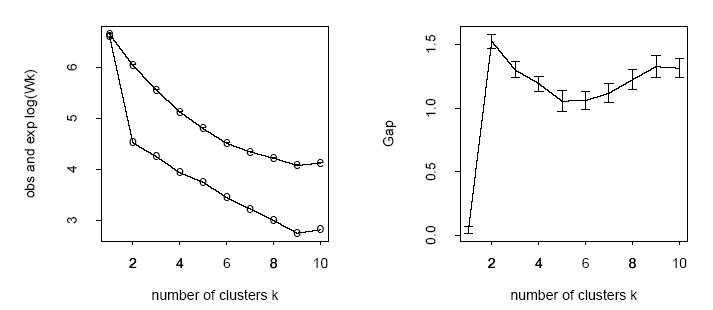 obs and exp log(Wk)
6
5
4
3
2 4 6 8 10
number of clusters k
Gap
1.5
1.0
0.5
0.0
2 4 6 8 10
number of clusters k